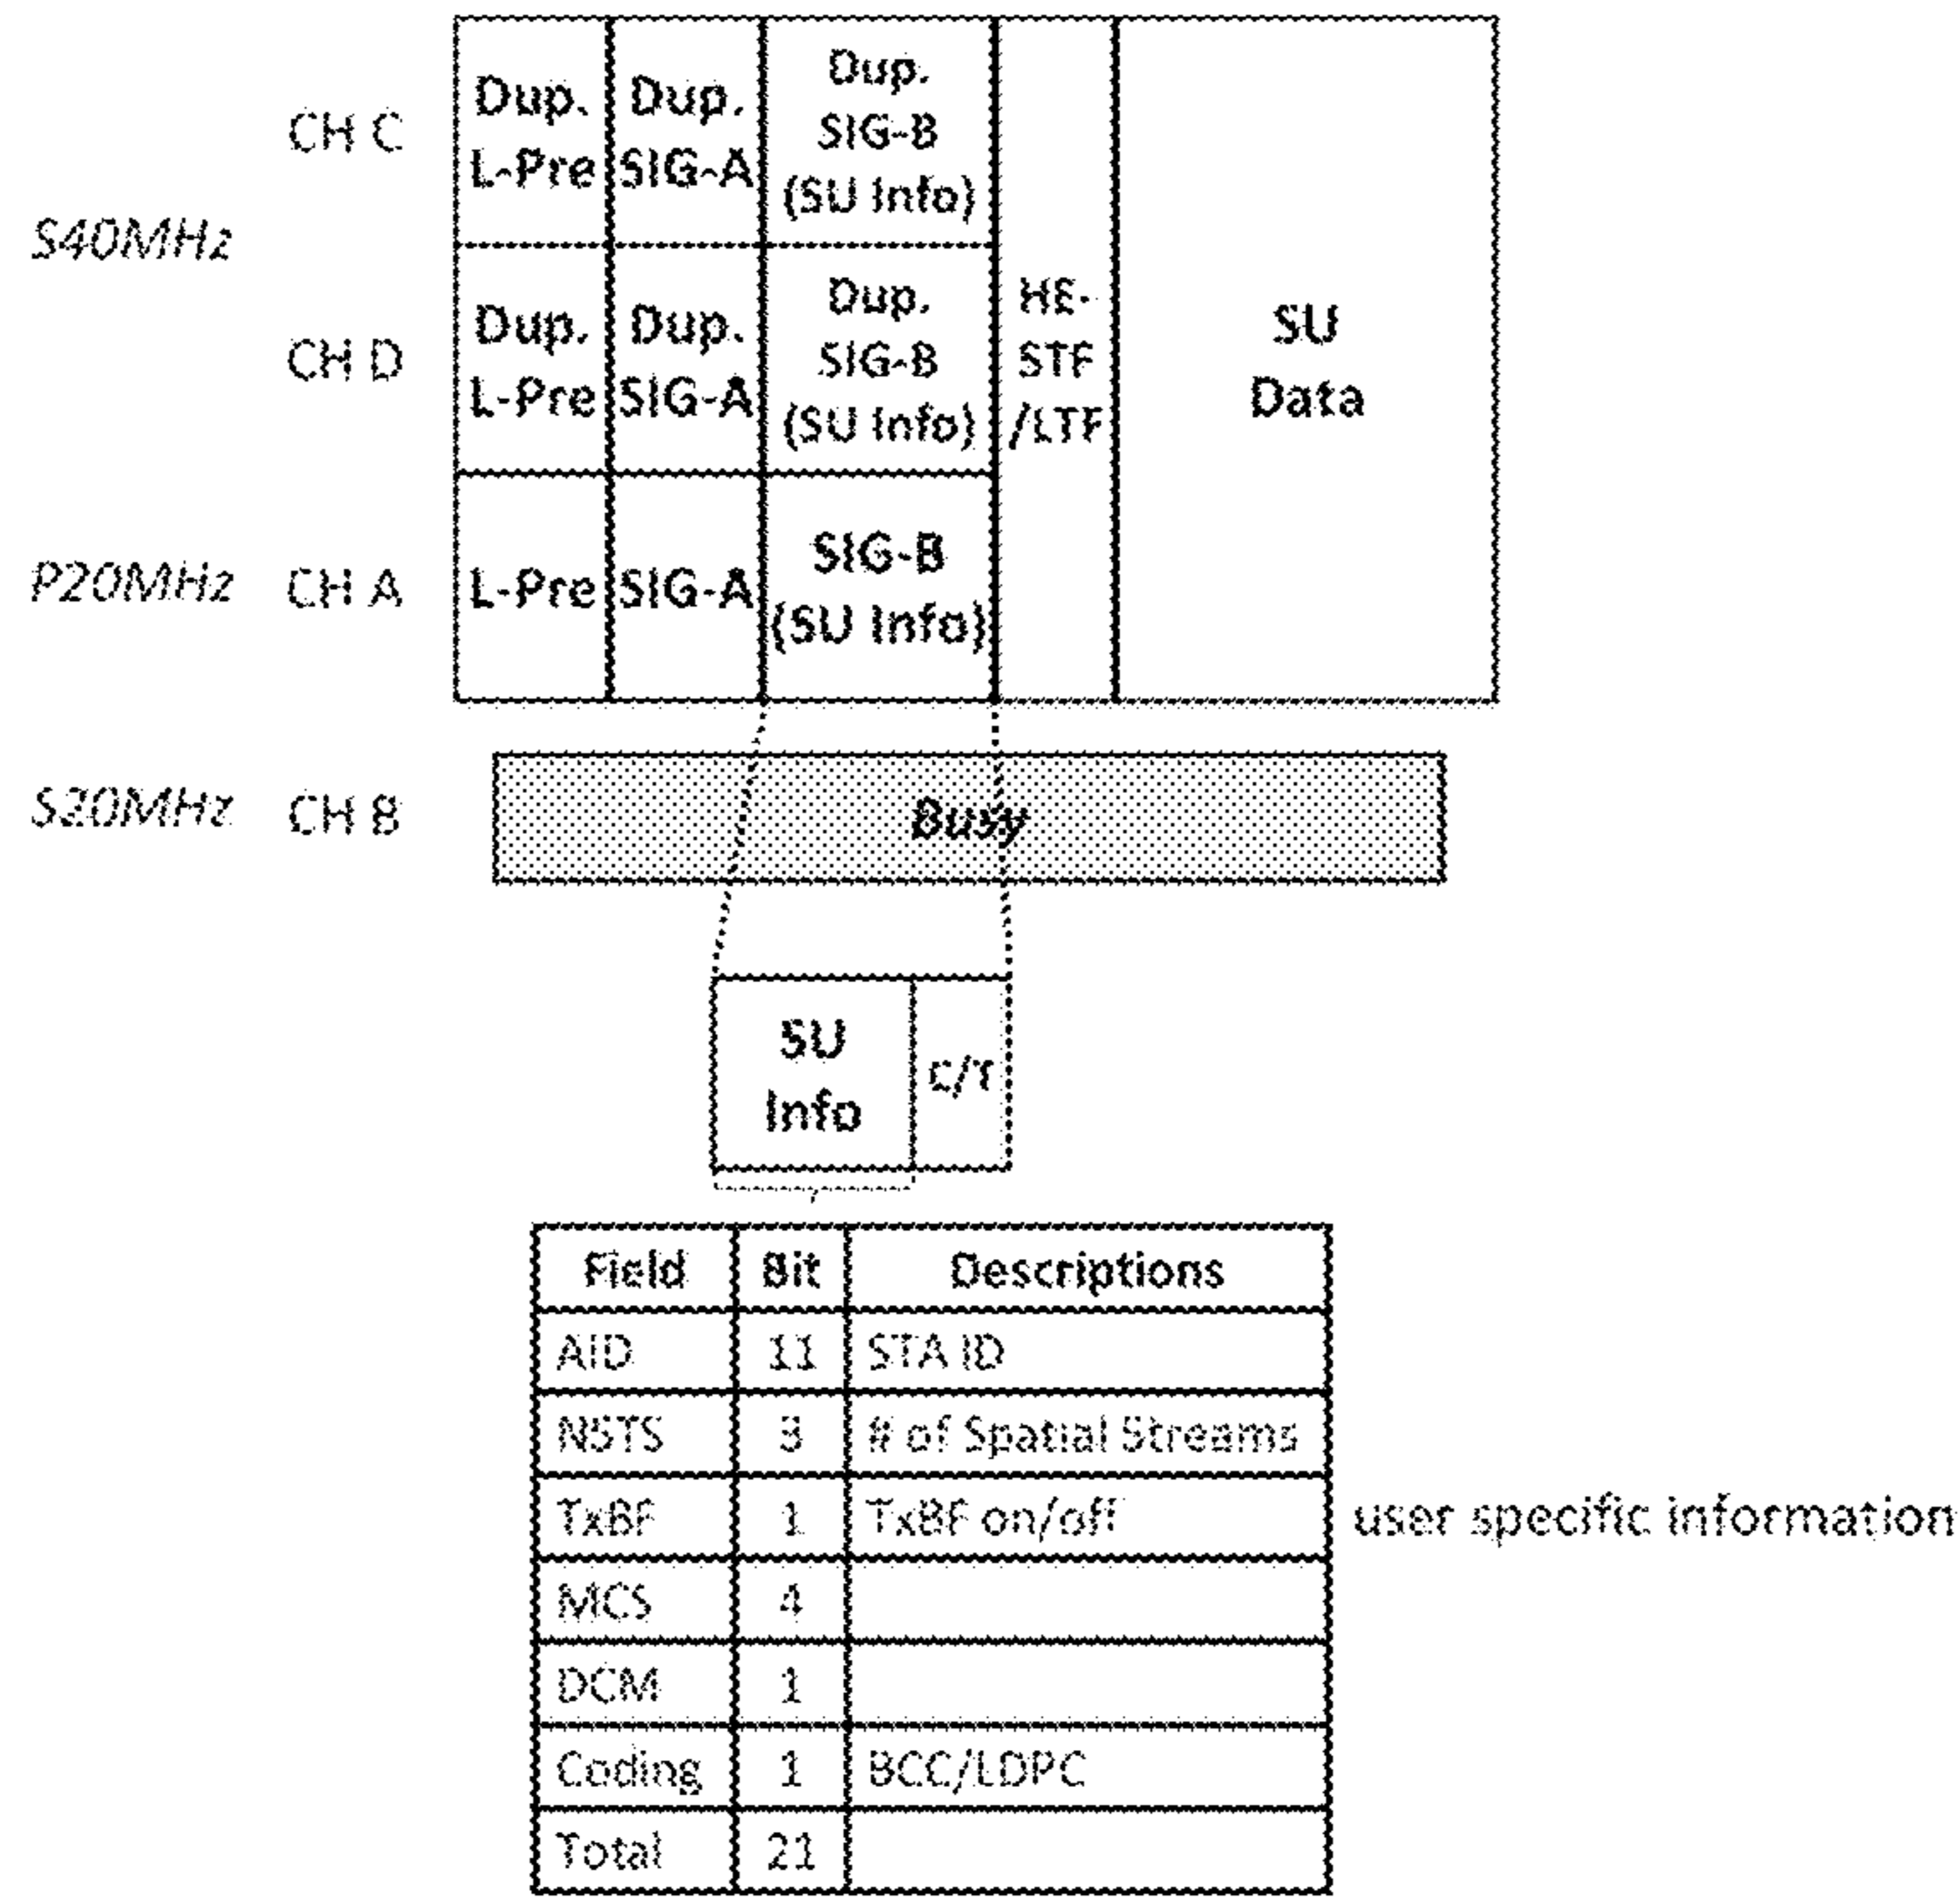 CH C
Dup.
L-Pre
Dup.
SIG-A
Dup.
SIG-B
(SU Info)
S40MHz
CH D
Dup.
L-Pre
Dup.
SIG-A
Dup.
SIG-B
(SU Info)
HE-
STF
/LTF
SU
Data
P20MHz
CH A
L-Pre
SIG-A
SIG-B
(SU Info)
S20MHz
CH B
Busy
SU
Info
C/T
Field Bit Descriptions
AID 11 STA ID
NSTS 3 # of Spatial Streams
TxBF 1 TxBF on/off
user specific information
MCS 4
DCM 1
Coding 1 BCC/LDPC
Total 21